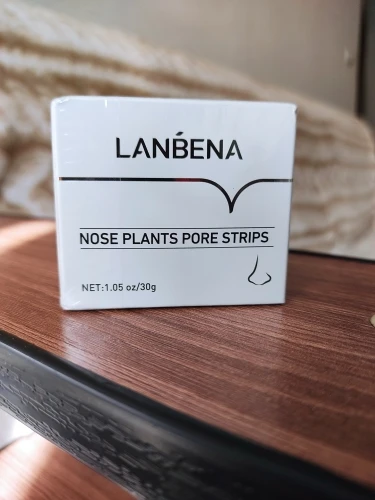 LANBENA
NOSE PLANTS PORE STRIPS
NET:1.05 oz/30g